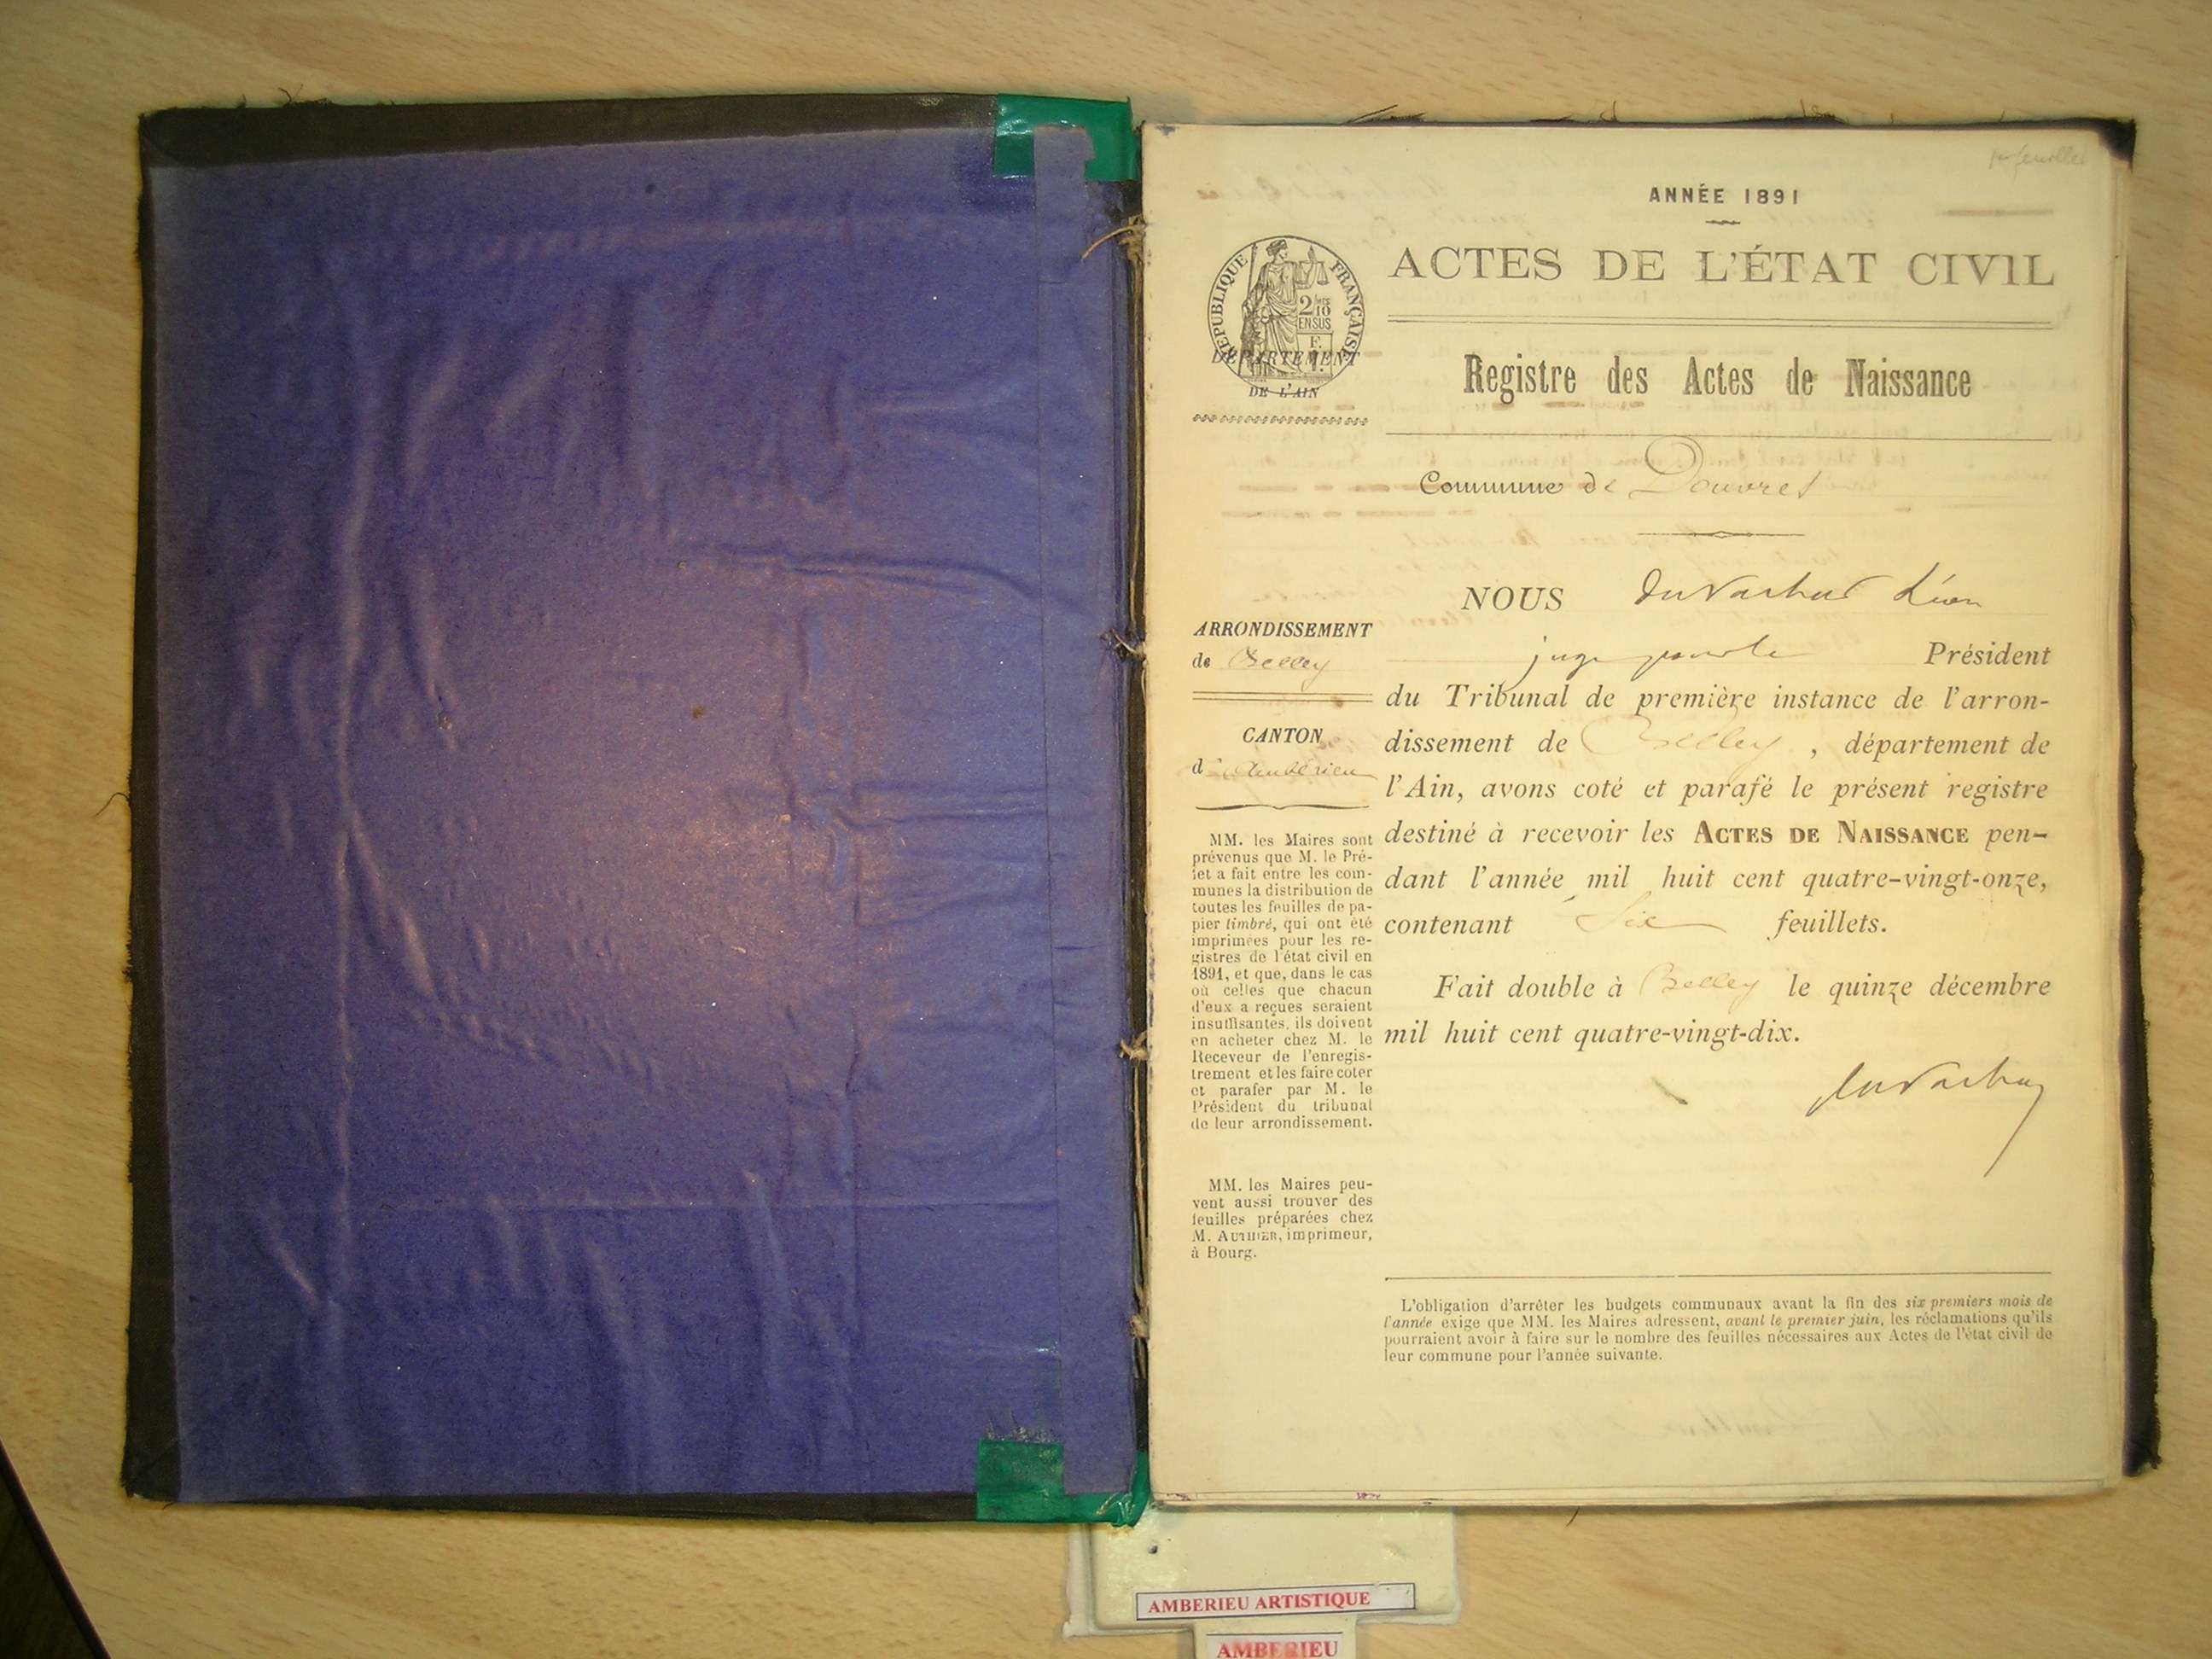 1er feuillet
ANNÉE 1891
ACTES DE L'ÉTAT CIVIL
RÉPUBLIQUE FRANÇAISE
2/10
EN SUS
DÉPARTEMENT
DE L'AIN
Registre des Actes de Naissance
Commune de Douvres
ARRONDISSEMENT
de Belley
CANTON
d'Ambérieu
MM. les Maires sont
prévenus que M. le Pré-
fet a fait entre les com-
munes la distribution de
toutes les feuilles de pa-
pier timbré, qui ont été
imprimées pour les re-
gistres de l'état civil en
1891, et que, dans le cas
où celles que chacun
d'eux a reçues seraient
insuffisantes, ils doivent
en acheter chez M. le
Receveur de l'enregis-
trement et les faire coter
et parafer par M. le
Président du tribunal
de leur arrondissement.
MM. les Maires peu-
vent aussi trouver des
feuilles préparées chez
M. AUTHIER, imprimeur,
à Bourg.
NOUS Léon
juge Président
du Tribunal de première instance de l'arron-
dissement de Belley, département de
l'Ain, avons coté et parafé le présent registre
destiné à recevoir les ACTES DE NAISSANCE pen-
dant l'année mil huit cent quatre-vingt-onze,
contenant Six feuillets.
Fait double à Belley le quinze décembre
mil huit cent quatre-vingt-dix.
L'obligation d'arrêter les budgets communaux avant la fin des six premiers mois de
l'année exige que MM. les Maires adressent, avant le premier juin, les réclamations qu'ils
pourraient avoir à faire sur le nombre des feuilles nécessaires aux Actes de l'état civil de
leur commune pour l'année suivante.
AMBERIEU ARTISTIQUE
AMBERIEU